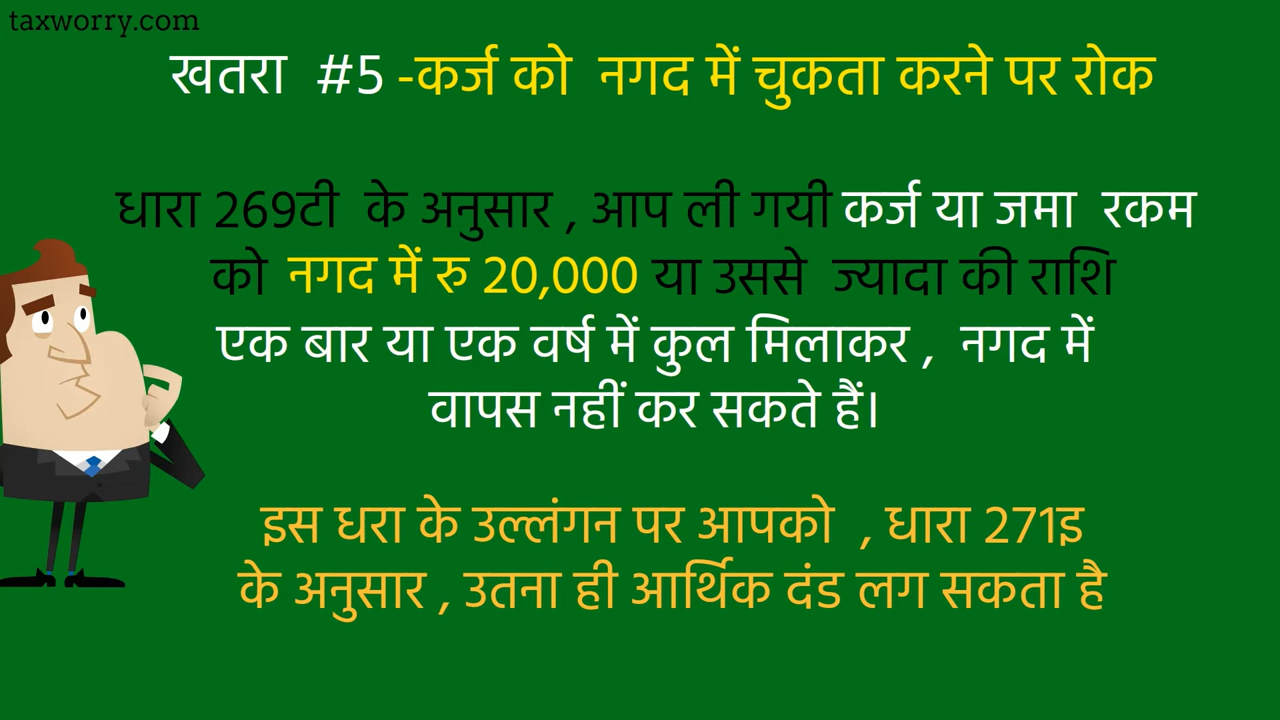 taxworry.com
खतरा #5 -कर्ज को नगद में चुकता करने पर रोक
धारा 269टी के अनुसार , आप ली गयी कर्ज या जमा रकम
को नगद में रु 20,000 या उससे ज्यादा की राशि
एक बार या एक वर्ष में कुल मिलाकर , नगद में
वापस नहीं कर सकते हैं।
इस धरा के उल्लंगन पर आपको , धारा 271इ
के अनुसार , उतना ही आर्थिक दंड लग सकता है